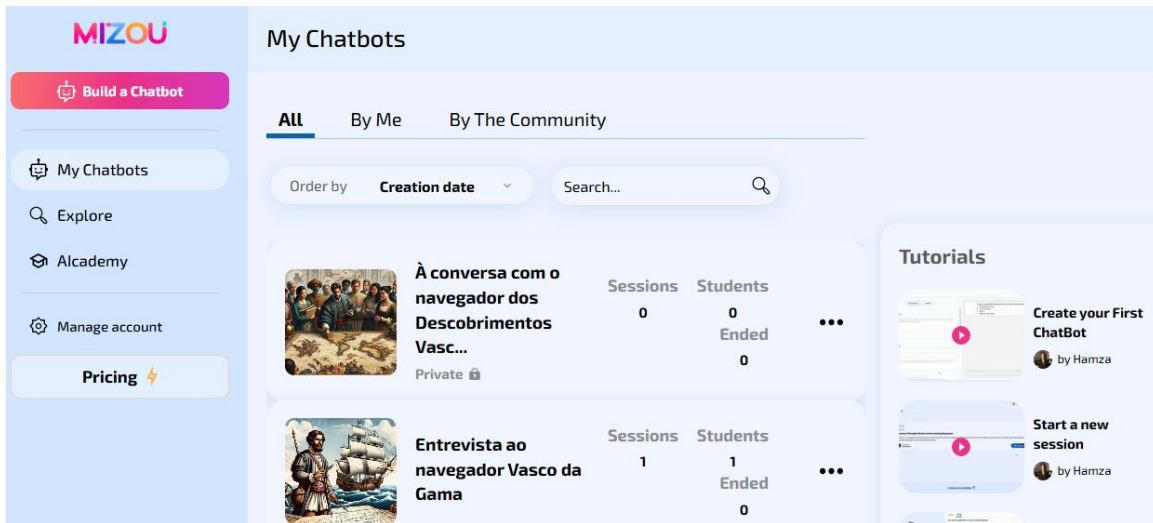 MIZOU
My Chatbots
Build a Chatbot
All By Me By The Community
My Chatbots
Order by Creation date
Search...
Explore
AIcademy
Manage account
Pricing
À conversa com o
navegador dos
Descobrimentos
Vasc...
Private
Sessions Students
0 0
Ended
0
Entrevista ao
navegador Vasco da
Gama
Sessions Students
1 1
Ended
0
Tutorials
Create your First
ChatBot
by Hamza
Start a new
session
by Hamza